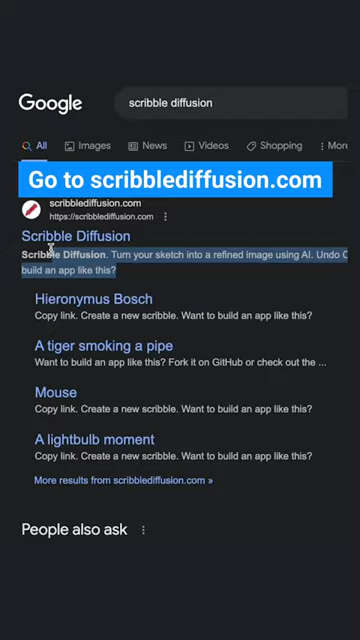 Google
scribble diffusion
All Images News Videos Shopping More
Go to scribblediffusion.com
scribblediffusion.com
https://scribblediffusion.com
Scribble Diffusion
Scribble Diffusion. Turn your sketch into a refined image using AI. Undo
build an app like this?
Hieronymus Bosch
Copy link. Create a new scribble. Want to build an app like this?
A tiger smoking a pipe
Want to build an app like this? Fork it on GitHub or check out the ...
Mouse
Copy link. Create a new scribble. Want to build an app like this?
A lightbulb moment
Copy link. Create a new scribble. Want to build an app like this?
More results from scribblediffusion.com »
People also ask